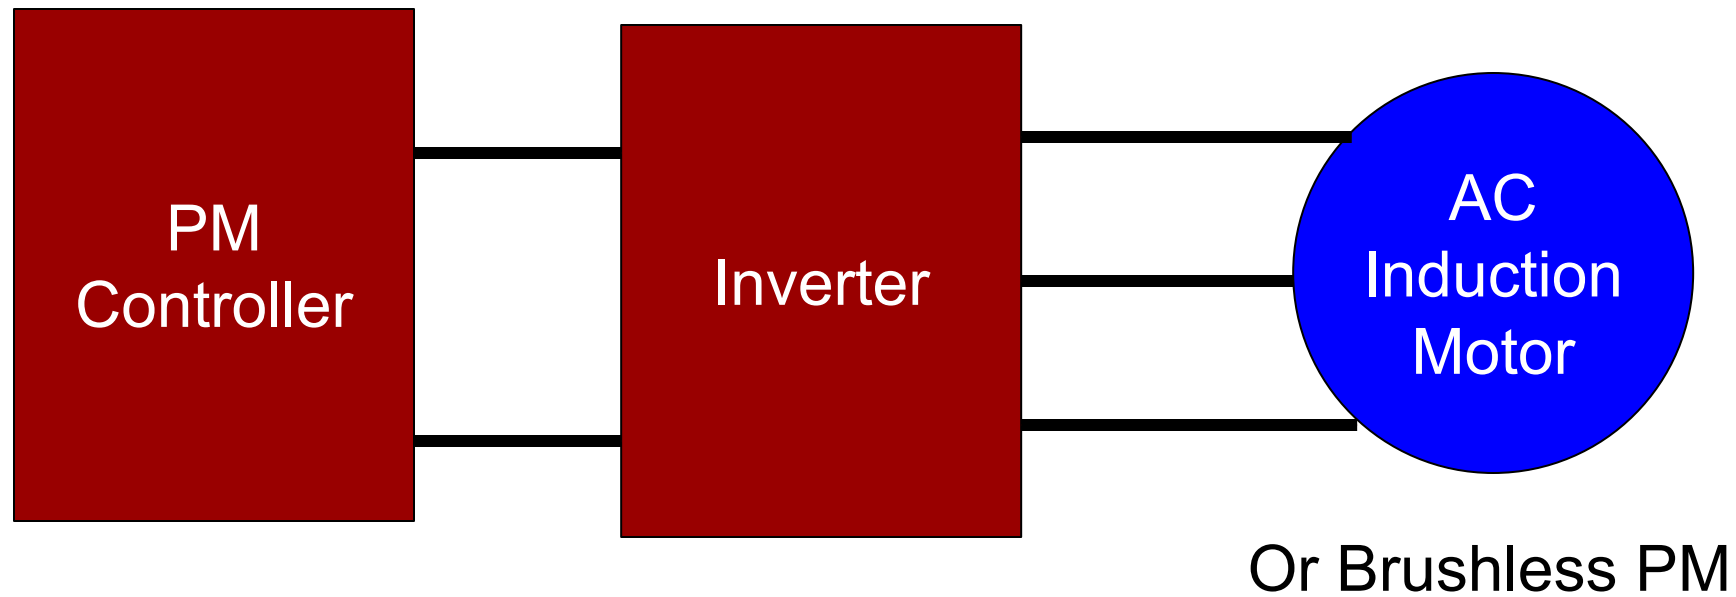 PM
Controller
Inverter
AC
Induction
Motor
Or Brushless PM